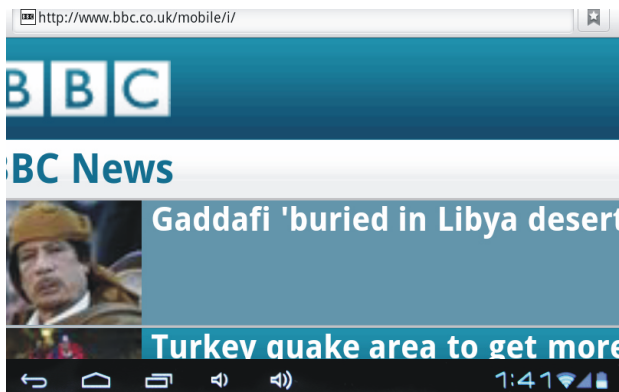 http://www.bbc.co.uk/mobile/i/
BBC
BBC News
Gaddafi 'buried in Libya desert
Turkey quake area to get more
1:41